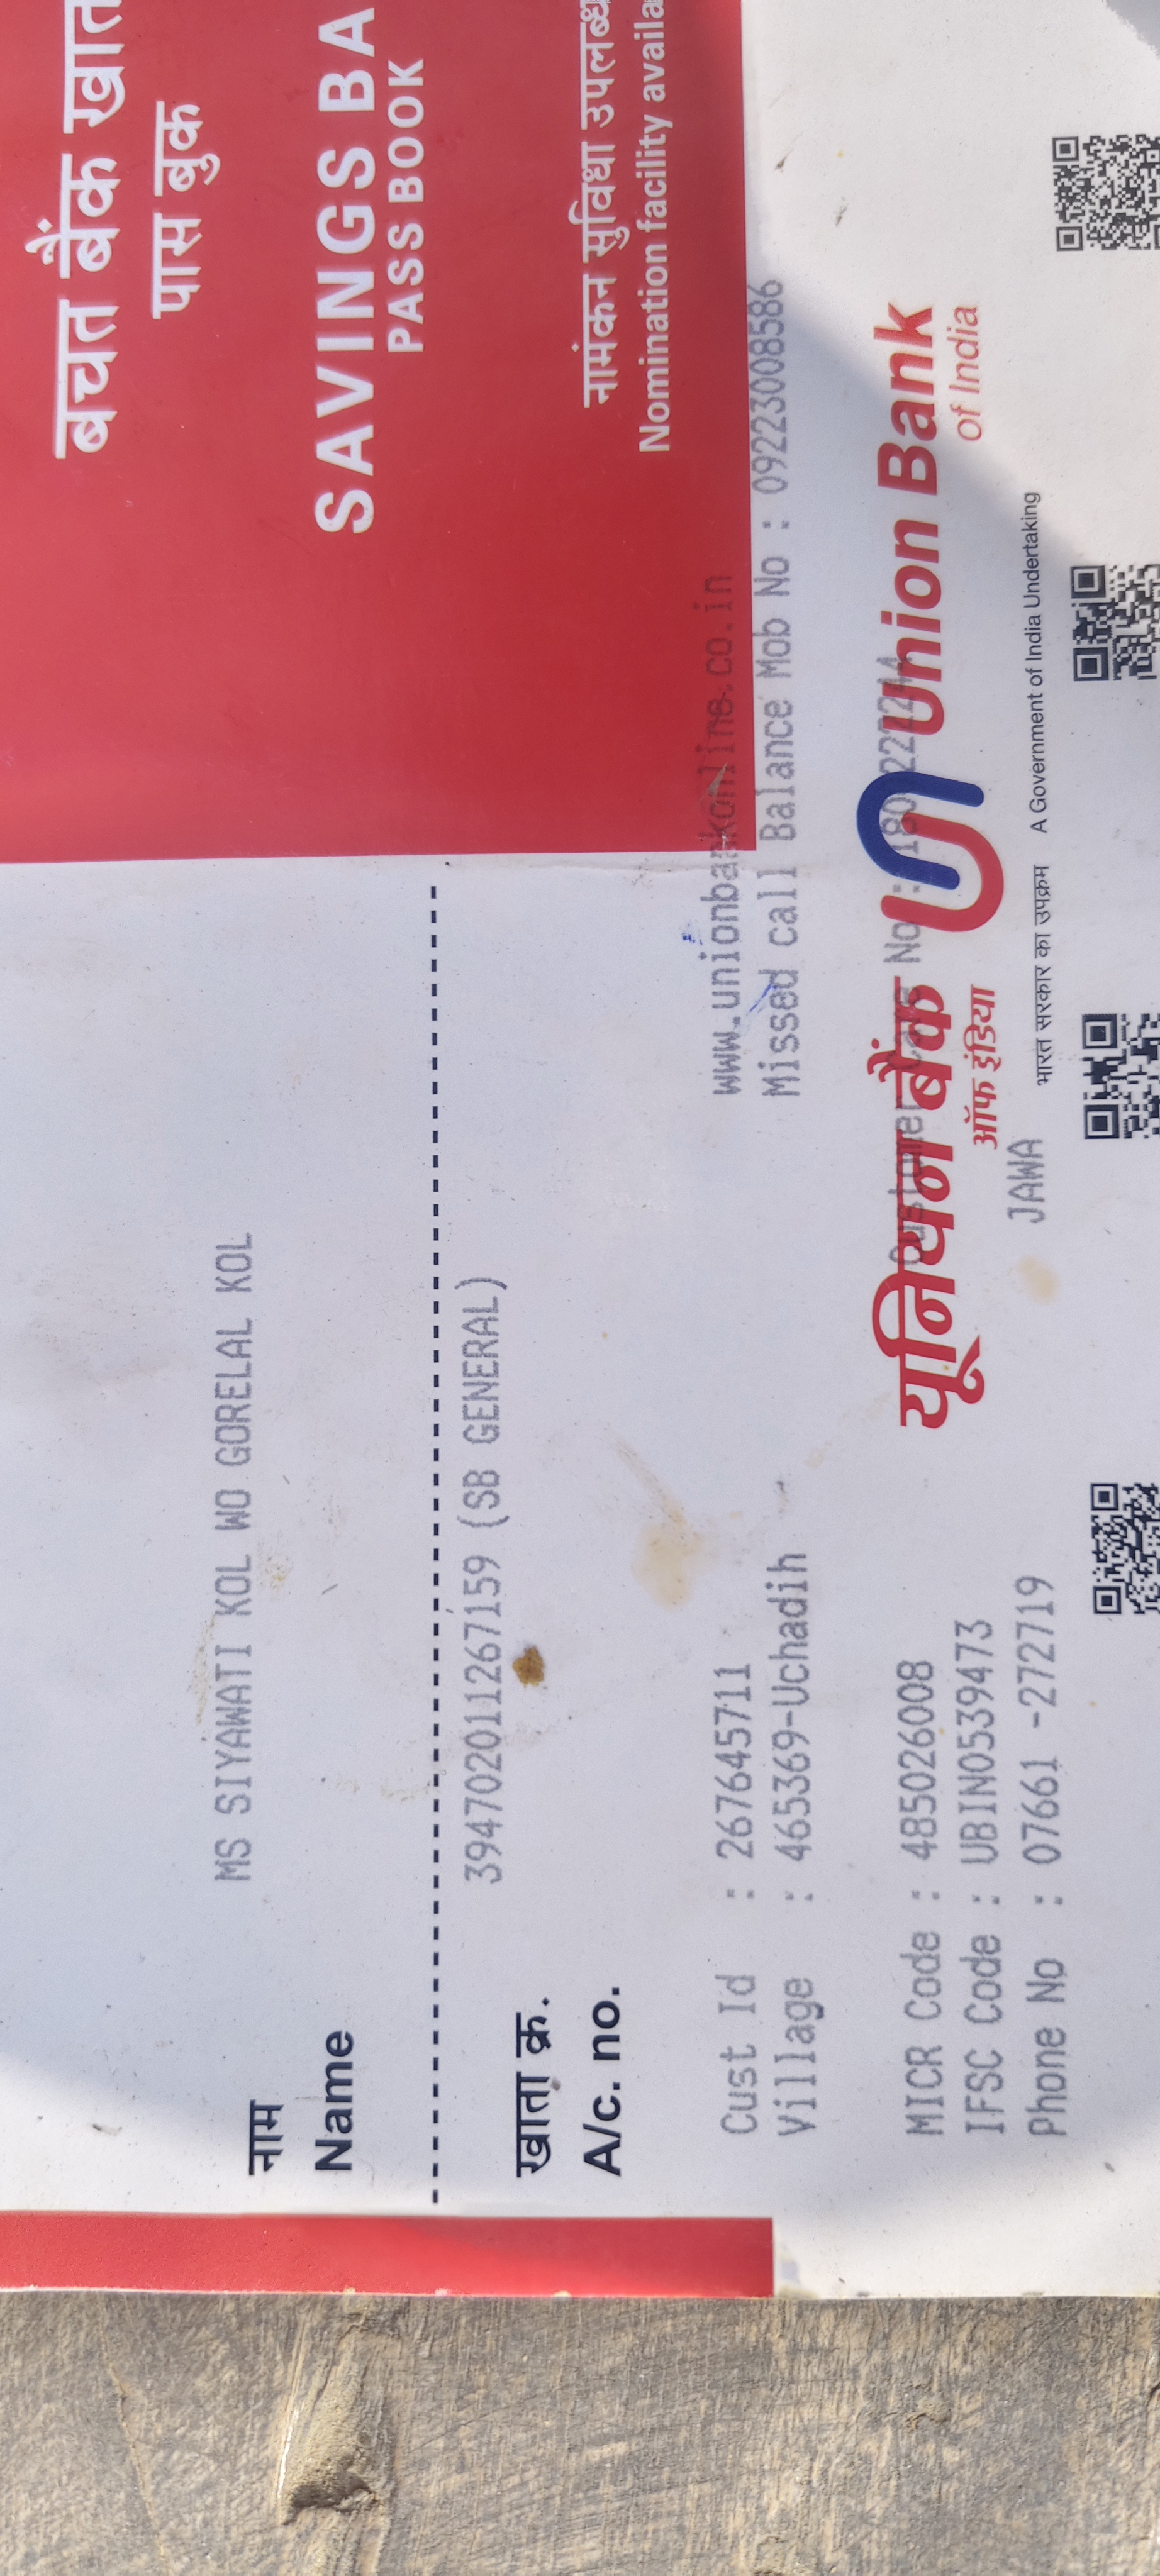 बचत बैंक खात
पास बुक
SAVINGS BA
PASS BOOK
नामंकन सुविधा उपलब्ध
Nomination facility availa
नाम
Name
MS SIYAWATI KOL WO GORELAL KOL
खाता क्र.
A/c. no.
394702011267159 (SB GENERAL)
Cust Id : 267645711
Village : 465369-Uchadih
www.unionbankonline.co.in
Missed call Balance Mob No : 09223008586
MICR Code : 485026008
IFSC Code : UBIN0539473
Phone No : 07661 -272719
Customer Care No :
JAWA
यूनियन बैंक
ऑफ इंडिया
Union Bank
of India
भारत सरकार का उपक्रम
A Government of India Undertaking